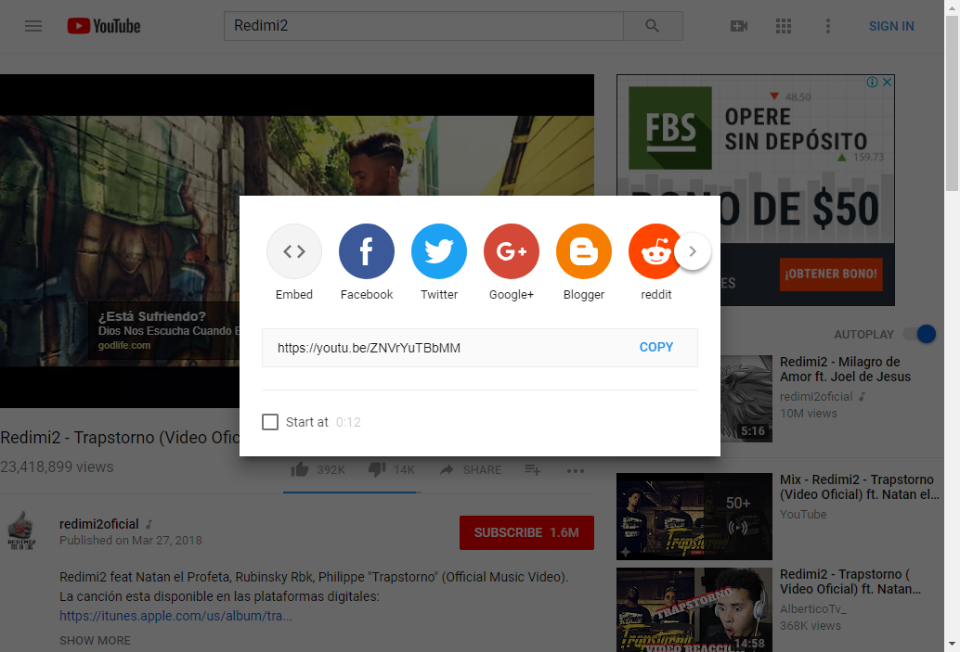 YouTube
Redimi2
SIGN IN
FBS
OPERE
SIN DEPÓSITO
48.50
159.73
NO DE $50
ES
¡OBTENER BONO!
¿Está Sufriendo?
Dios Nos Escucha Cuando E
godlife.com
Embed
Facebook
Twitter
Google+
Blogger
reddit
https://youtu.be/ZNVrYuTBbMM
COPY
Start at 0:12
Redimi2 - Trapstorno (Video Ofic
23,418,899 views
392K
14K
SHARE
redimi2oficial
Published on Mar 27, 2018
SUBSCRIBE 1.6M
Redimi2 feat Natan el Profeta, Rubinsky Rbk, Philippe "Trapstorno" (Official Music Video).
La canción esta disponible en las plataformas digitales:
https://itunes.apple.com/us/album/tra...
SHOW MORE
AUTOPLAY
5:16
Redimi2 - Milagro de
Amor ft. Joel de Jesus
redimi2oficial
10M views
50+
Trapstorno
Mix - Redimi2 - Trapstorno
(Video Oficial) ft. Natan el...
YouTube
TRAPSTORNO
Trapstorno
VIDEO REACCIÓN
14:58
Redimi2 - Trapstorno (
Video Oficial) ft. Natan...
AlberticoTv_
368K views